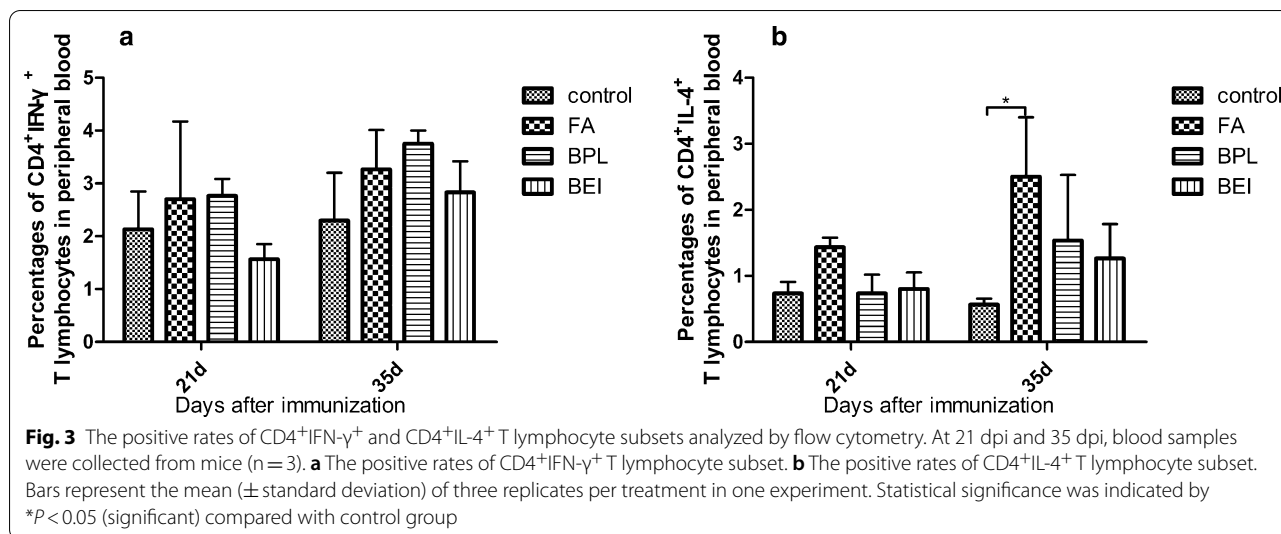 a
Percentages of CD4+IFN-γ +
T lymphocytes in peripheral blood
5
4
3
2
1
0
21d
35d
Days after immunization
control
FA
BPL
BEI
b
Percentages of CD4+IL-4+
T lymphocytes in peripheral blood
4
3
2
1
0
*
21d
35d
Days after immunization
control
FA
BPL
BEI
Fig. 3 The positive rates of CD4+IFN-γ+ and CD4+IL-4+ T lymphocyte subsets analyzed by flow cytometry. At 21 dpi and 35 dpi, blood samples
were collected from mice (n = 3). a The positive rates of CD4+IFN-γ+ T lymphocyte subset. b The positive rates of CD4+IL-4+ T lymphocyte subset.
Bars represent the mean (± standard deviation) of three replicates per treatment in one experiment. Statistical significance was indicated by
*P < 0.05 (significant) compared with control group